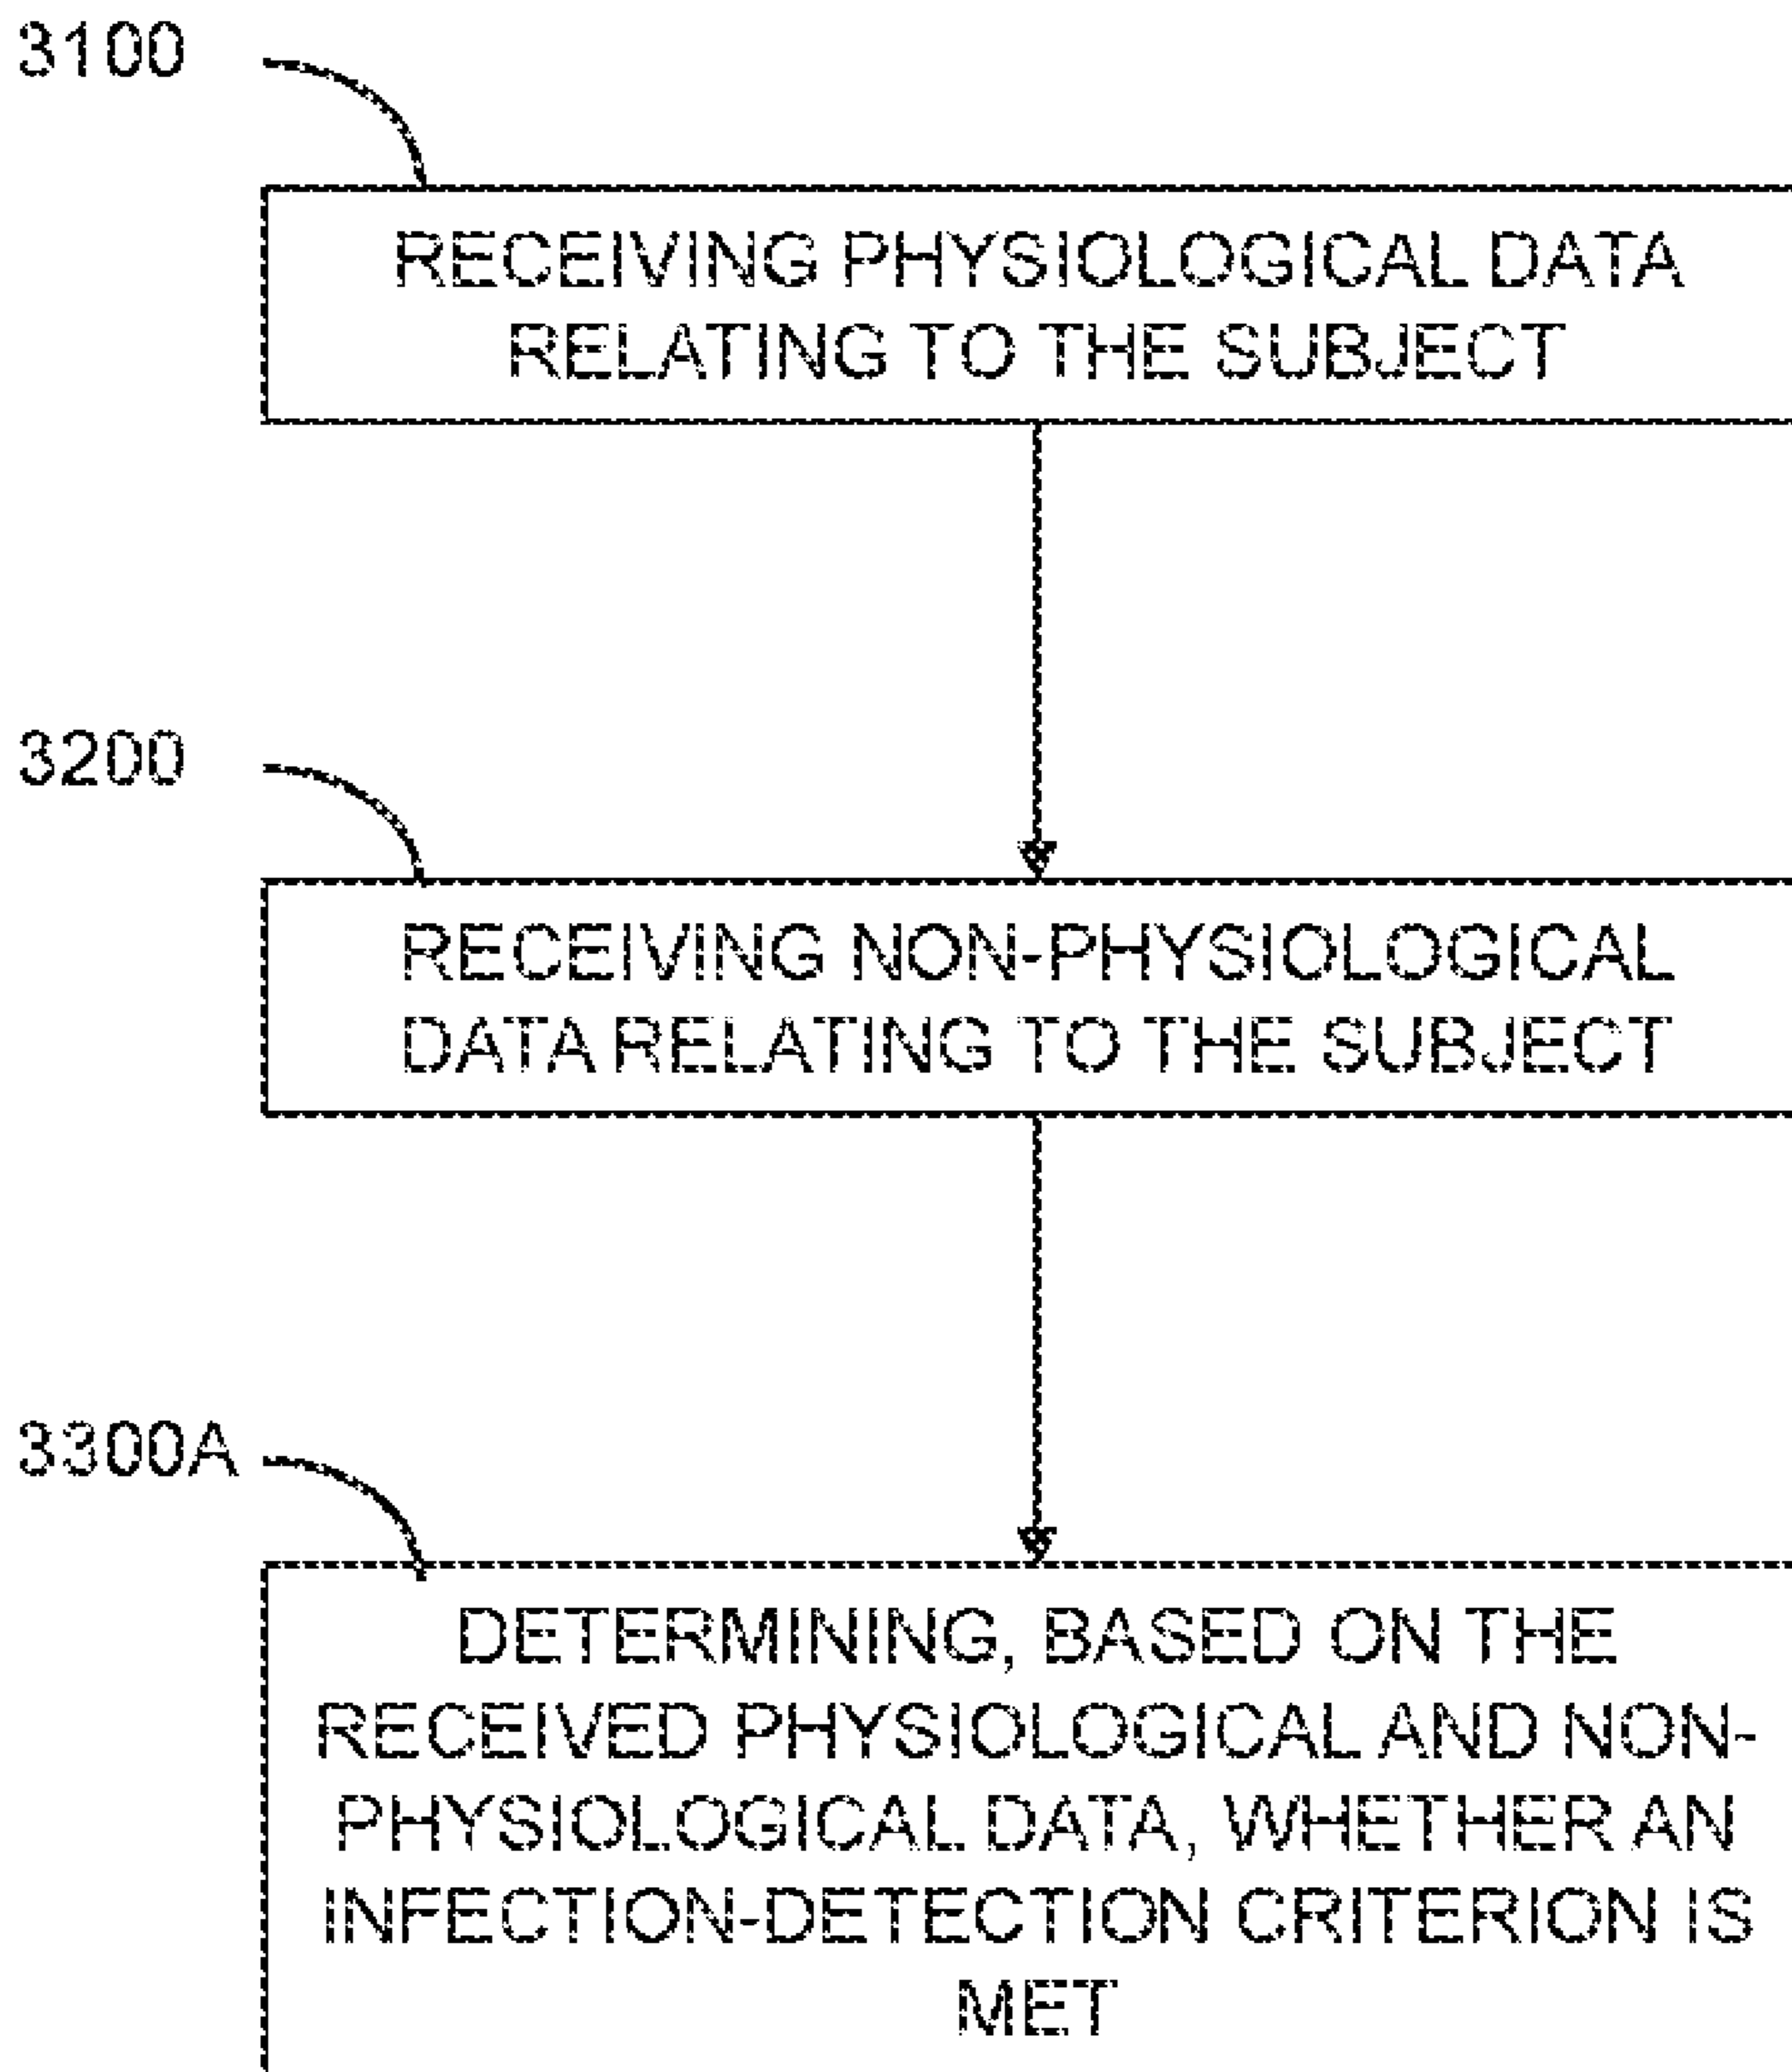 3100
RECEIVING PHYSIOLOGICAL DATA
RELATING TO THE SUBJECT
3200
RECEIVING NON-PHYSIOLOGICAL
DATA RELATING TO THE SUBJECT
3300A
DETERMINING, BASED ON THE
RECEIVED PHYSIOLOGICAL AND NON-
PHYSIOLOGICAL DATA, WHETHER AN
INFECTION-DETECTION CRITERION IS
MET